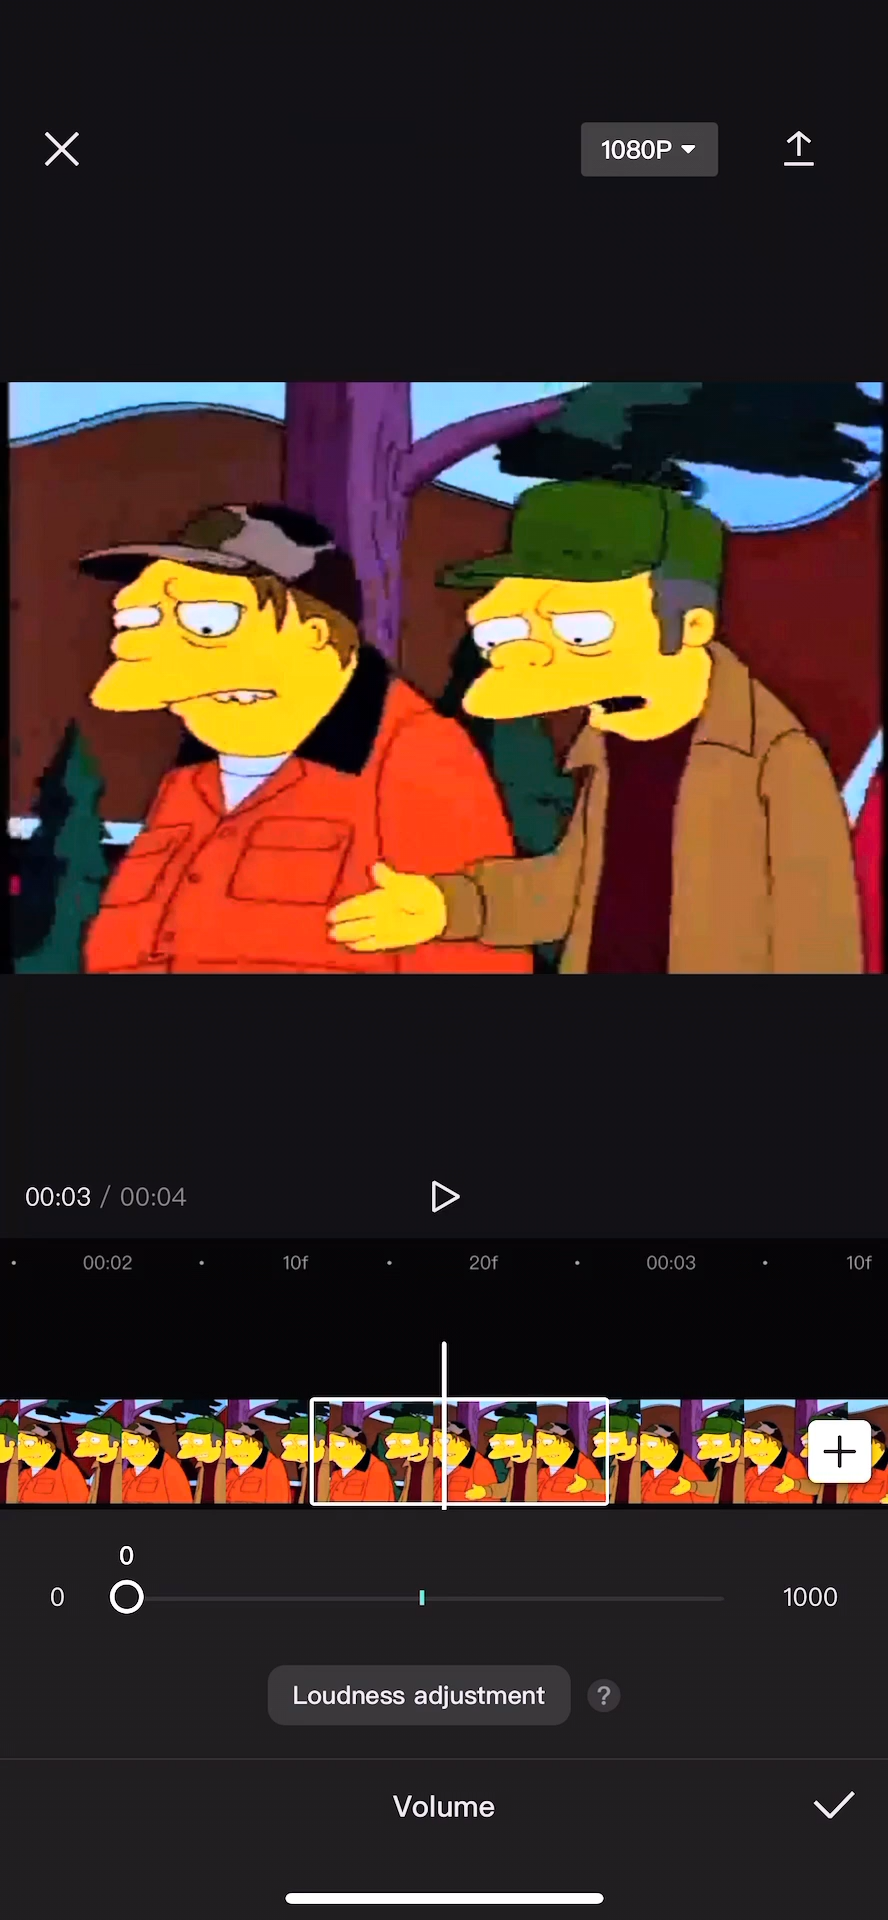 1080P
00:03 / 00:04
00:02 10f 20f 00:03 10f
0
0 1000
Loudness adjustment ?
Volume